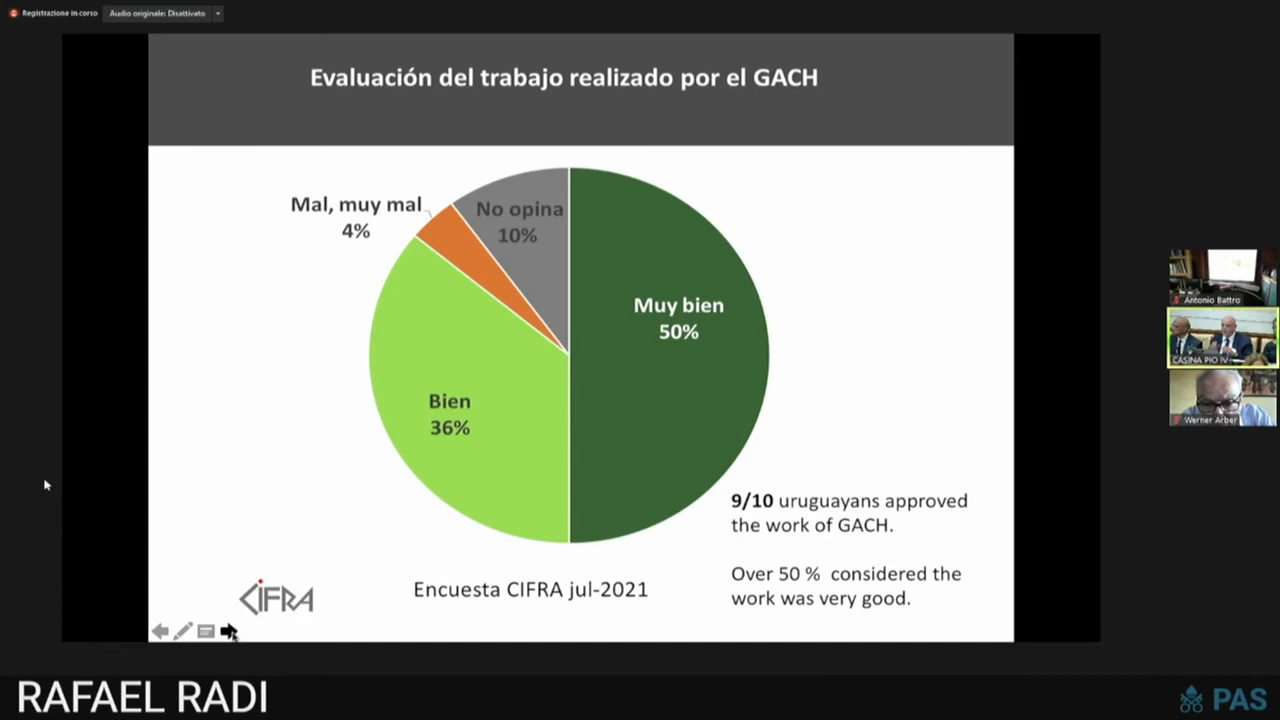 Registrazione in corso
Audio originale: Disattivato
Evaluación del trabajo realizado por el GACH
Mal, muy mal
4%
No opina
10%
Muy bien
50%
Bien
36%
9/10 uruguayans approved
the work of GACH.
Over 50 % considered the
work was very good.
CIFRA
Encuesta CIFRA jul-2021
Antonio Battro
CASINA PIO IV
Werner Arber
RAFAEL RADI
PAS